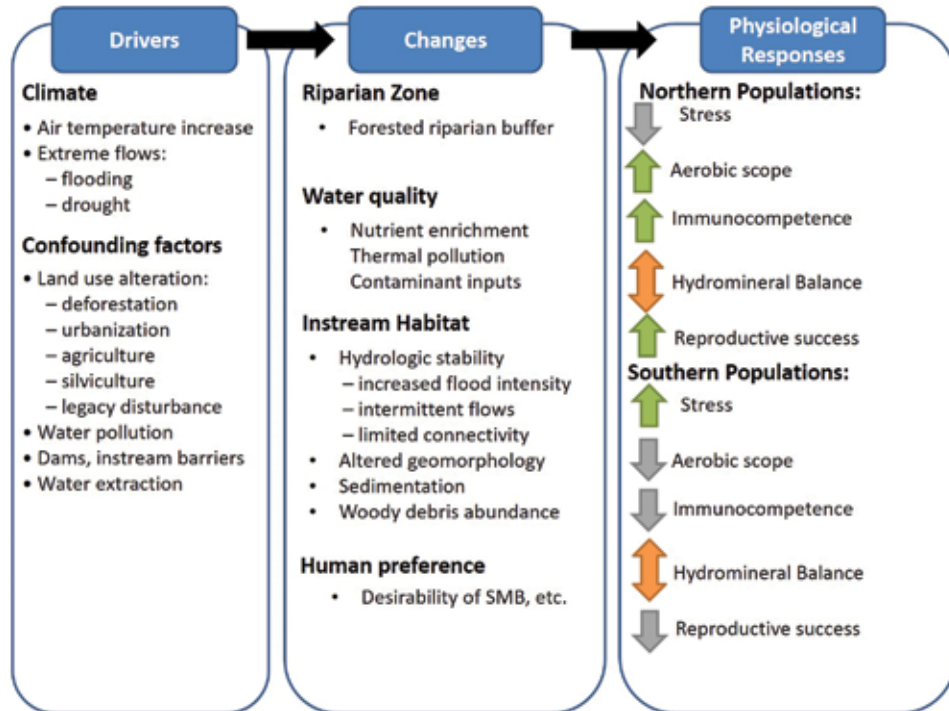 Drivers
Climate
• Air temperature increase
• Extreme flows:
– flooding
– drought
Confounding factors
• Land use alteration:
– deforestation
– urbanization
– agriculture
– silviculture
– legacy disturbance
• Water pollution
• Dams, instream barriers
• Water extraction
Changes
Riparian Zone
• Forested riparian buffer
Water quality
• Nutrient enrichment
Thermal pollution
Contaminant inputs
Instream Habitat
• Hydrologic stability
– increased flood intensity
– intermittent flows
– limited connectivity
• Altered geomorphology
• Sedimentation
• Woody debris abundance
Human preference
• Desirability of SMB, etc.
Physiological
Responses
Northern Populations:
Stress
Aerobic scope
Immunocompetence
Hydromineral Balance
Reproductive success
Southern Populations:
Stress
Aerobic scope
Immunocompetence
Hydromineral Balance
Reproductive success